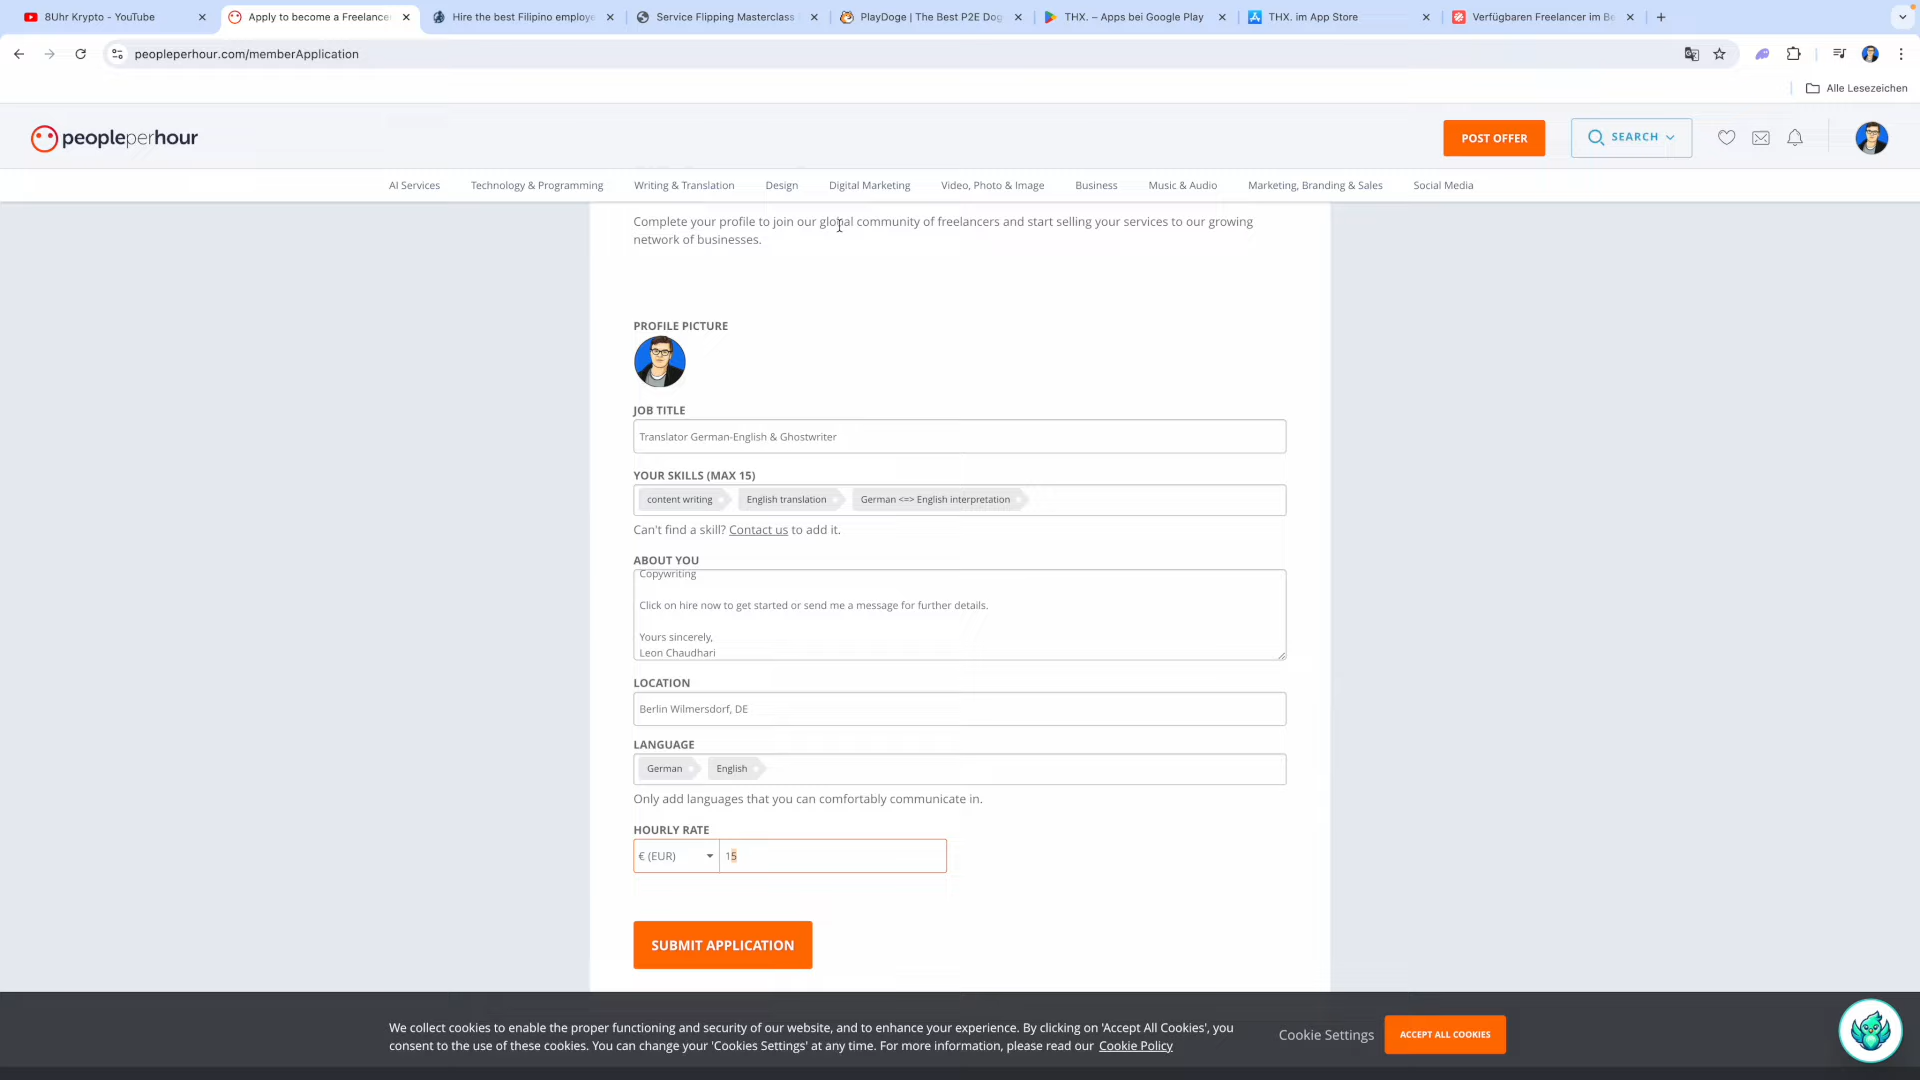 8Uhr Krypto - YouTube
Apply to become a Freelance
Hire the best Filipino employe
Service Flipping Masterclass
PlayDoge | The Best P2E Dog
THX. – Apps bei Google Play
THX. im App Store
Verfügbaren Freelancer im Be
peopleperhour.com/memberApplication
Alle Lesezeichen
peopleperhour
POST OFFER
SEARCH
AI Services
Technology & Programming
Writing & Translation
Design
Digital Marketing
Video, Photo & Image
Business
Music & Audio
Marketing, Branding & Sales
Social Media
Complete your profile to join our global community of freelancers and start selling your services to our growing
network of businesses.
PROFILE PICTURE
JOB TITLE
Translator German-English & Ghostwriter
YOUR SKILLS (MAX 15)
content writing
English translation
German <=> English interpretation
Can't find a skill? Contact us to add it.
ABOUT YOU
Copywriting
Click on hire now to get started or send me a message for further details.
Yours sincerely,
Leon Chaudhari
LOCATION
Berlin Wilmersdorf, DE
LANGUAGE
German
English
Only add languages that you can comfortably communicate in.
HOURLY RATE
€ (EUR)
15
SUBMIT APPLICATION
We collect cookies to enable the proper functioning and security of our website, and to enhance your experience. By clicking on 'Accept All Cookies', you
consent to the use of these cookies. You can change your 'Cookies Settings' at any time. For more information, please read our Cookie Policy
Cookie Settings
ACCEPT ALL COOKIES